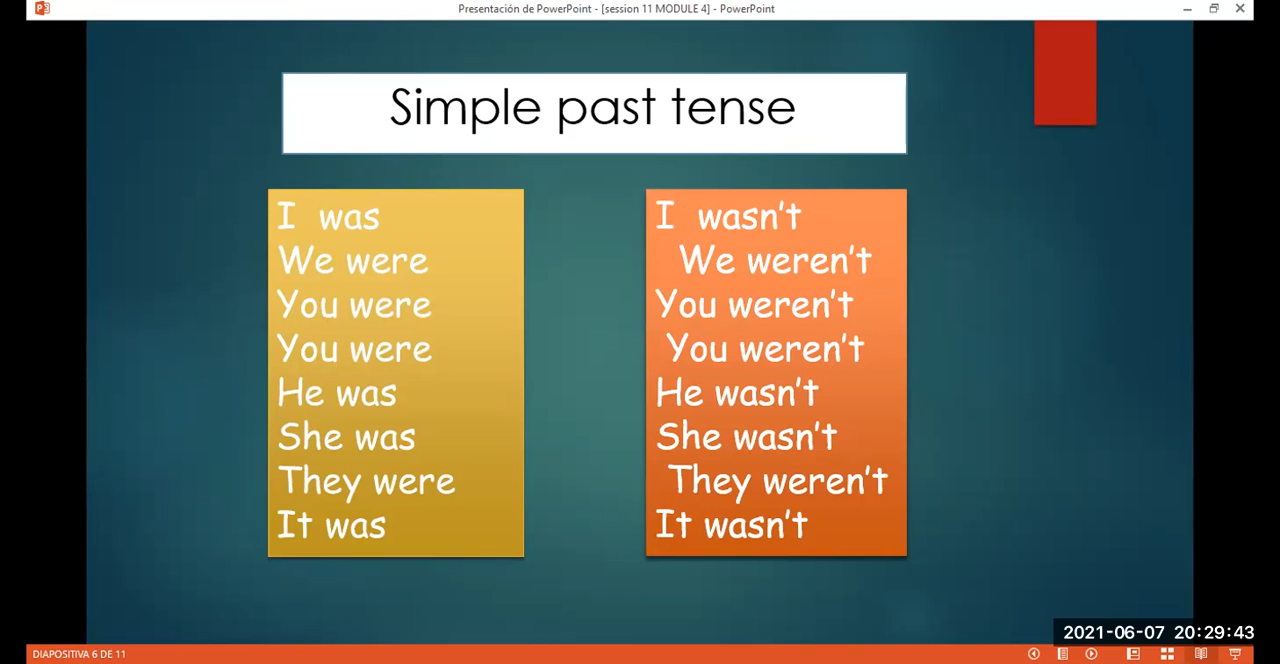 Presentación de PowerPoint - [session 11 MODULE 4] - PowerPoint
Simple past tense
I was
We were
You were
You were
He was
She was
They were
It was
I wasn't
We weren't
You weren't
You weren't
He wasn't
She wasn't
They weren't
It wasn't
2021-06-07 20:29:43
DIAPOSITIVA 6 DE 11